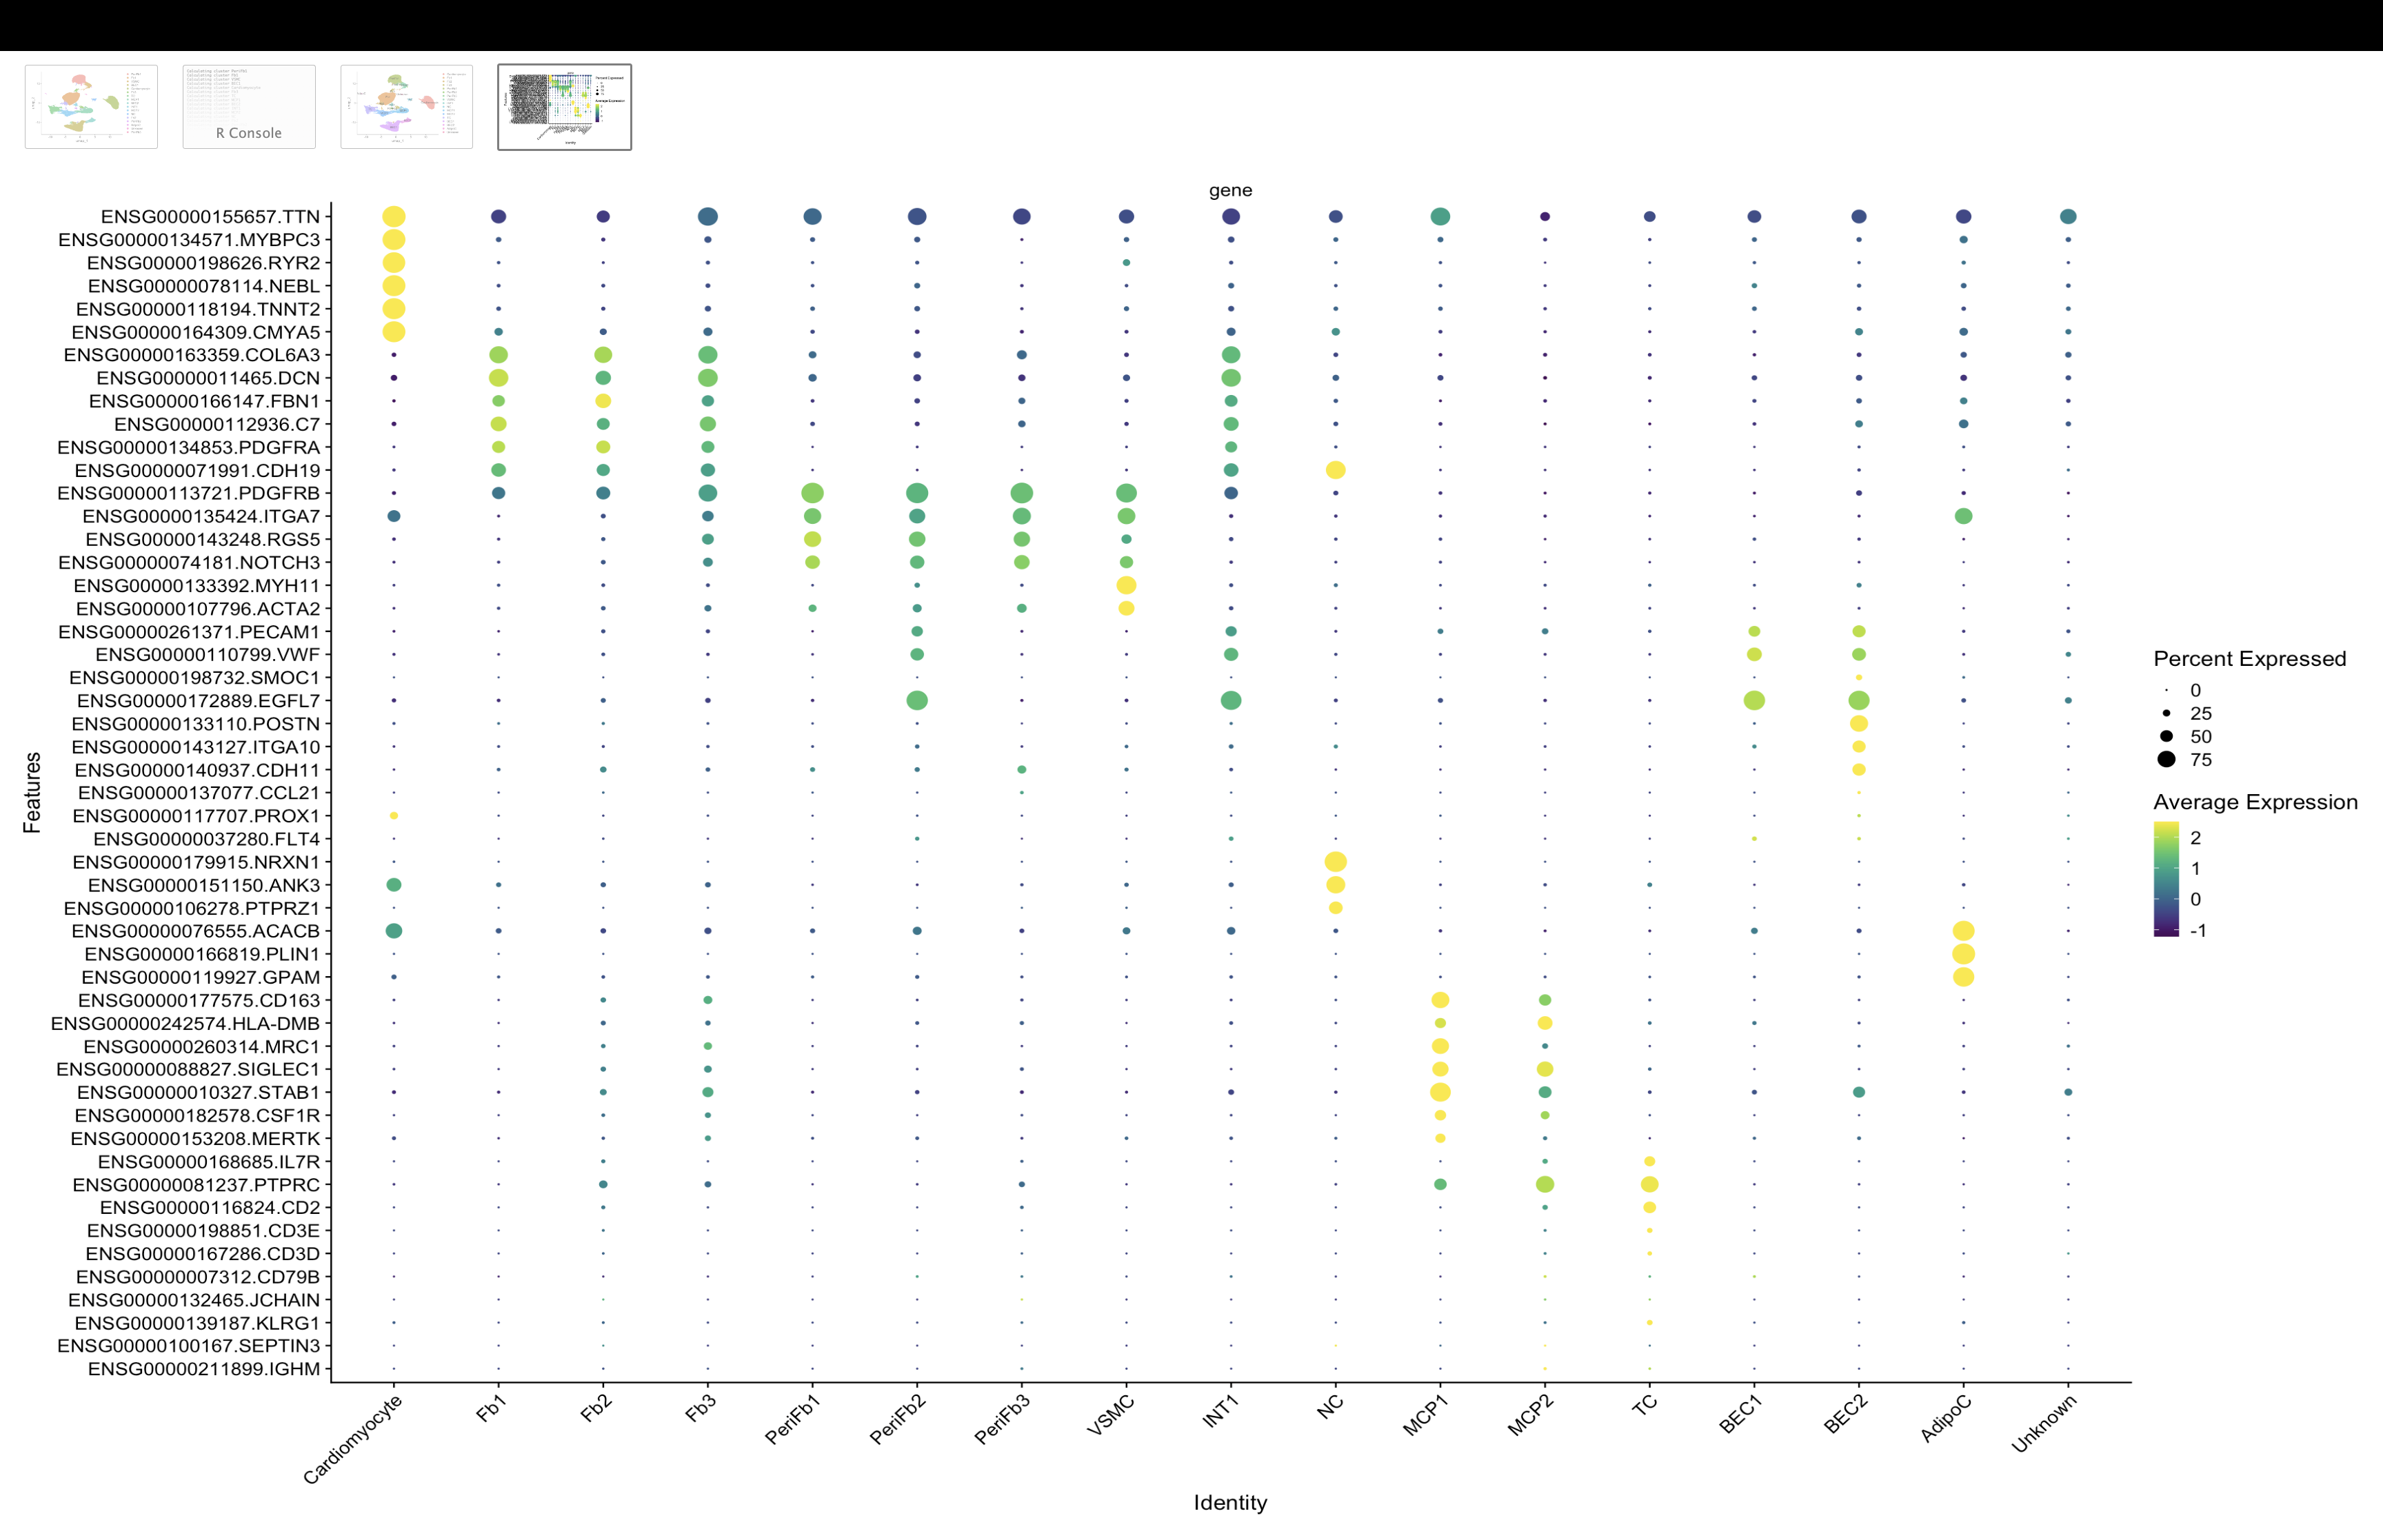 R Console
gene
ENSG00000155657.TTN
ENSG00000134571.MYBPC3
ENSG00000198626.RYR2
ENSG00000078114.NEBL
ENSG00000118194.TNNT2
ENSG00000164309.CMYA5
ENSG00000163359.COL6A3
ENSG00000011465.DCN
ENSG00000166147.FBN1
ENSG00000112936.C7
ENSG00000134853.PDGFRA
ENSG00000071991.CDH19
ENSG00000113721.PDGFRB
ENSG00000135424.ITGA7
ENSG00000143248.RGS5
ENSG00000074181.NOTCH3
ENSG00000133392.MYH11
ENSG00000107796.ACTA2
ENSG00000261371.PECAM1
ENSG00000110799.VWF
ENSG00000198732.SMOC1
ENSG00000172889.EGFL7
ENSG00000133110.POSTN
ENSG00000143127.ITGA10
ENSG00000140937.CDH11
ENSG00000137077.CCL21
ENSG00000117707.PROX1
ENSG00000037280.FLT4
ENSG00000179915.NRXN1
ENSG00000151150.ANK3
ENSG00000106278.PTPRZ1
ENSG00000076555.ACACB
ENSG00000166819.PLIN1
ENSG00000119927.GPAM
ENSG00000177575.CD163
ENSG00000242574.HLA-DMB
ENSG00000260314.MRC1
ENSG00000088827.SIGLEC1
ENSG00000010327.STAB1
ENSG00000182578.CSF1R
ENSG00000153208.MERTK
ENSG00000168685.IL7R
ENSG00000081237.PTPRC
ENSG00000116824.CD2
ENSG00000198851.CD3E
ENSG00000167286.CD3D
ENSG00000007312.CD79B
ENSG00000132465.JCHAIN
ENSG00000139187.KLRG1
ENSG00000100167.SEPTIN3
ENSG00000211899.IGHM
Features
Cardiomyocyte
Fb1
Fb2
Fb3
PeriFb1
PeriFb2
PeriFb3
VSMC
INT1
NC
MCP1
MCP2
TC
BEC1
BEC2
AdipoC
Unknown
Identity
Percent Expressed
0
25
50
75
Average Expression
2
1
0
-1